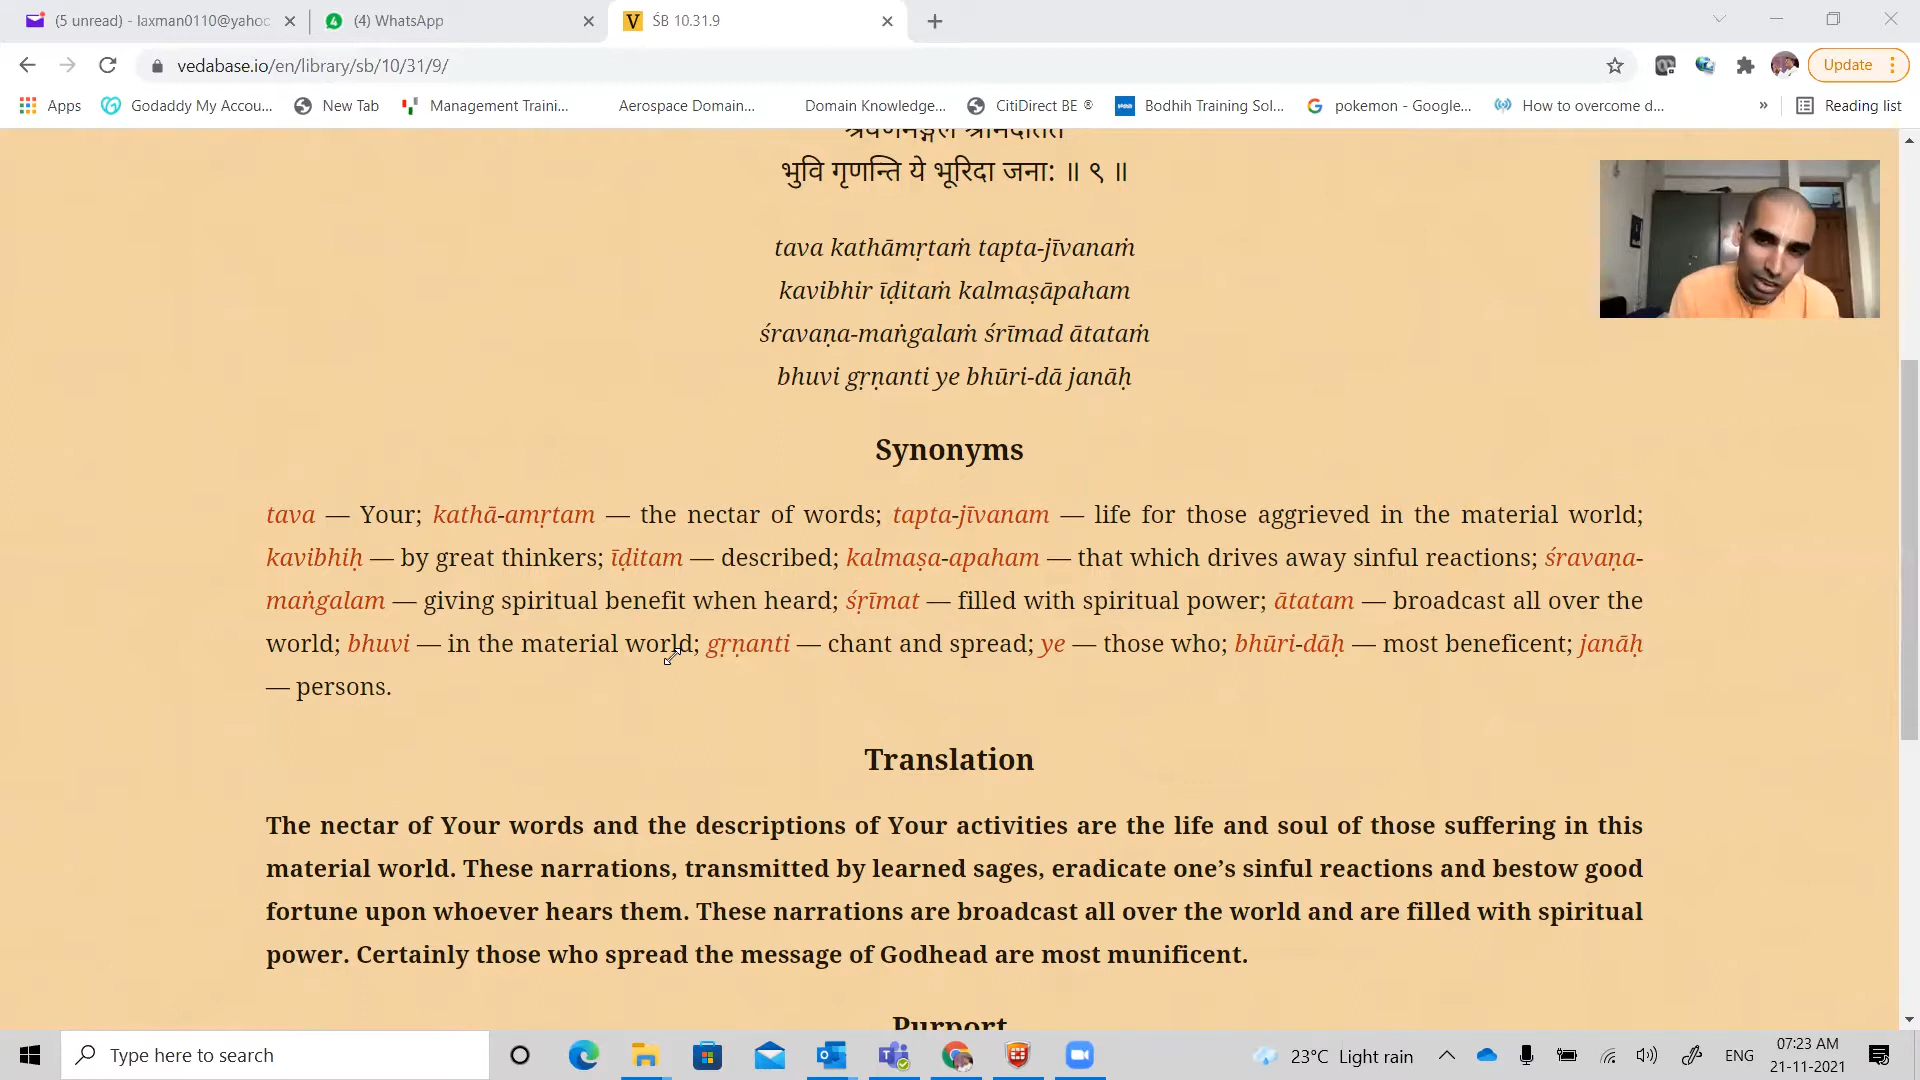 (5 unread) - laxman0110@yahoc
(4) WhatsApp
ŚB 10.31.9
vedabase.io/en/library/sb/10/31/9/
Update
Apps
Godaddy My Accou...
New Tab
Management Traini...
Aerospace Domain...
Domain Knowledge...
CitiDirect BE ®
Bodhih Training Sol...
pokemon - Google...
How to overcome d...
»
Reading list
भुवि गृणन्ति ये भूरिदा जना: ॥ ९ ॥
tava kathāmṛtaṁ tapta-jīvanaṁ
kavibhir īḍitaṁ kalmaṣāpaham
śravaṇa-maṅgalaṁ śrīmad ātataṁ
bhuvi gṛṇanti ye bhūri-dā janāḥ
Synonyms
tava — Your; kathā-amṛtam — the nectar of words; tapta-jīvanam — life for those aggrieved in the material world;
kavibhiḥ — by great thinkers; īḍitam — described; kalmaṣa-apaham — that which drives away sinful reactions; śravaṇa-
maṅgalam — giving spiritual benefit when heard; śṛīmat — filled with spiritual power; ātatam — broadcast all over the
world; bhuvi — in the material world; gṛṇanti — chant and spread; ye — those who; bhūri-dāḥ — most beneficent; janāḥ
— persons.
Translation
The nectar of Your words and the descriptions of Your activities are the life and soul of those suffering in this
material world. These narrations, transmitted by learned sages, eradicate one’s sinful reactions and bestow good
fortune upon whoever hears them. These narrations are broadcast all over the world and are filled with spiritual
power. Certainly those who spread the message of Godhead are most munificent.
Purport
Type here to search
23°C Light rain
ENG
07:23 AM
21-11-2021